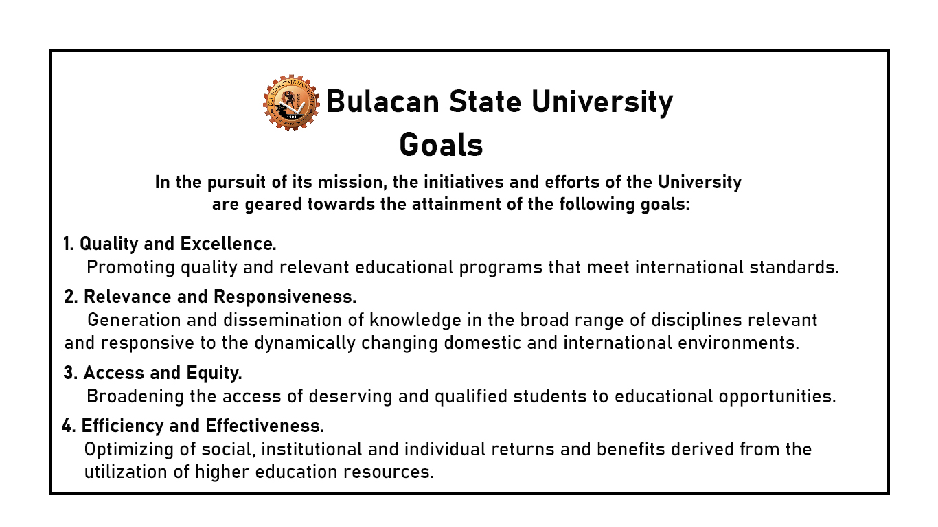 Bulacan State University
Goals
In the pursuit of its mission, the initiatives and efforts of the University
are geared towards the attainment of the following goals:
1. Quality and Excellence.
Promoting quality and relevant educational programs that meet international standards.
2. Relevance and Responsiveness.
Generation and dissemination of knowledge in the broad range of disciplines relevant
and responsive to the dynamically changing domestic and international environments.
3. Access and Equity.
Broadening the access of deserving and qualified students to educational opportunities.
4. Efficiency and Effectiveness.
Optimizing of social, institutional and individual returns and benefits derived from the
utilization of higher education resources.